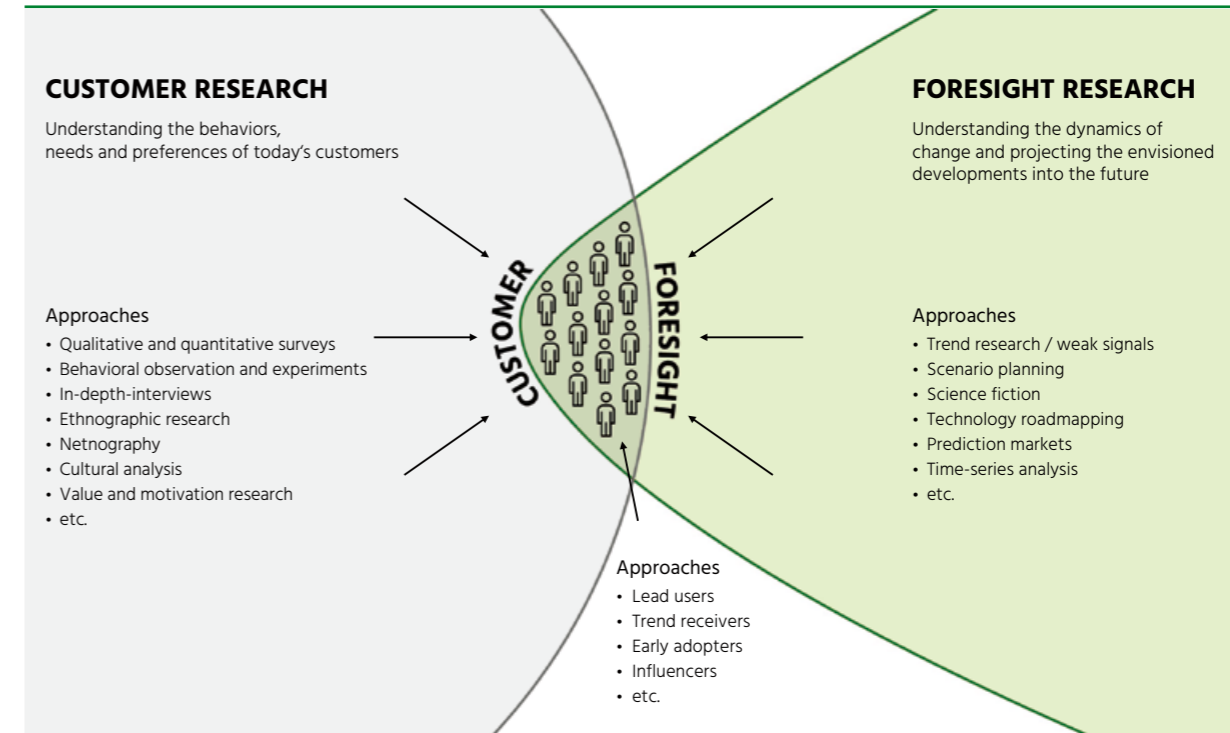 CUSTOMER RESEARCH
Understanding the behaviors,
needs and preferences of today's customers
Approaches
• Qualitative and quantitative surveys
• Behavioral observation and experiments
• In-depth-interviews
• Ethnographic research
• Netnography
• Cultural analysis
• Value and motivation research
• etc.
CUSTOMER
FORESIGHT
Approaches
• Lead users
• Trend receivers
• Early adopters
• Influencers
• etc.
FORESIGHT RESEARCH
Understanding the dynamics of
change and projecting the envisioned
developments into the future
Approaches
• Trend research / weak signals
• Scenario planning
• Science fiction
• Technology roadmapping
• Prediction markets
• Time-series analysis
• etc.